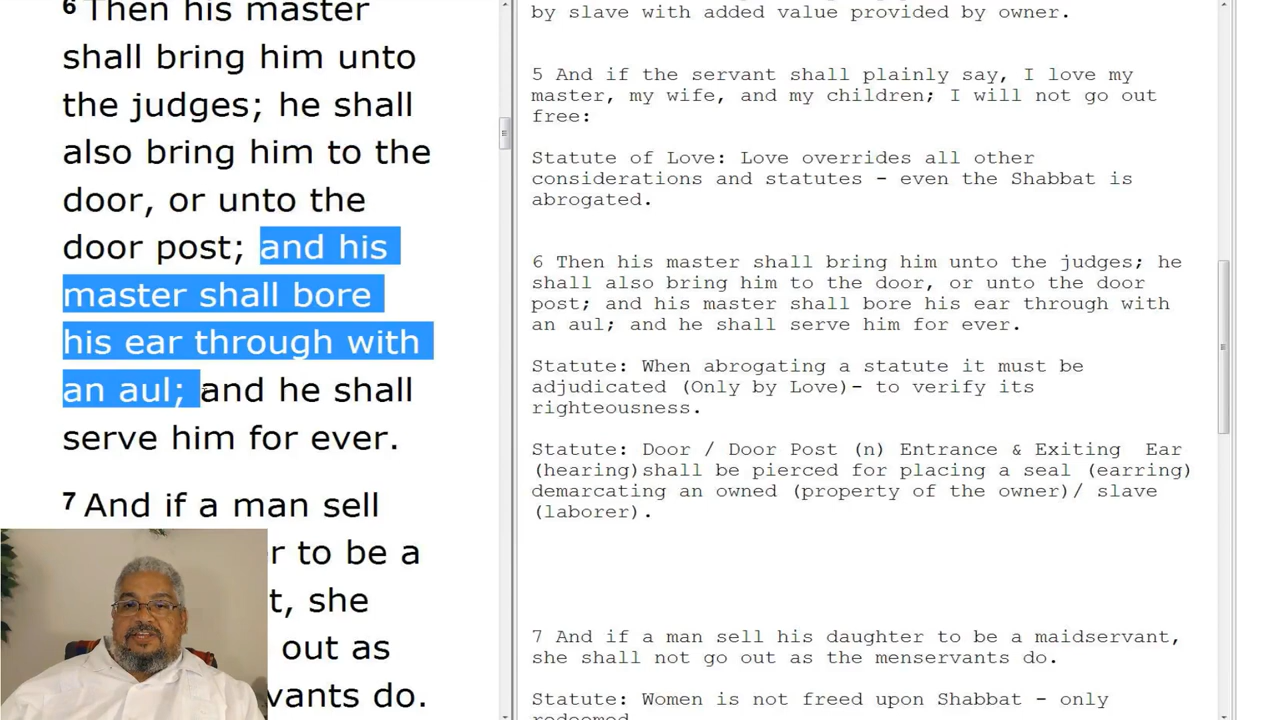 6 Then his master
shall bring him unto
the judges; he shall
also bring him to the
door, or unto the
door post; and his
master shall bore
his ear through with
an aul; and he shall
serve him for ever.
7 And if a man sell
r to be a
t, she
out as
vants do.
by slave with added value provided by owner.
5 And if the servant shall plainly say, I love my
master, my wife, and my children; I will not go out
free:
Statute of Love: Love overrides all other
considerations and statutes - even the Shabbat is
abrogated.
6 Then his master shall bring him unto the judges; he
shall also bring him to the door, or unto the door
post; and his master shall bore his ear through with
an aul; and he shall serve him for ever.
Statute: When abrogating a statute it must be
adjudicated (Only by Love)- to verify its
righteousness.
Statute: Door / Door Post (n) Entrance & Exiting Ear
(hearing)shall be pierced for placing a seal (earring)
demarcating an owned (property of the owner)/ slave
(laborer).
7 And if a man sell his daughter to be a maidservant,
she shall not go out as the menservants do.
Statute: Women is not freed upon Shabbat - only
redeemed